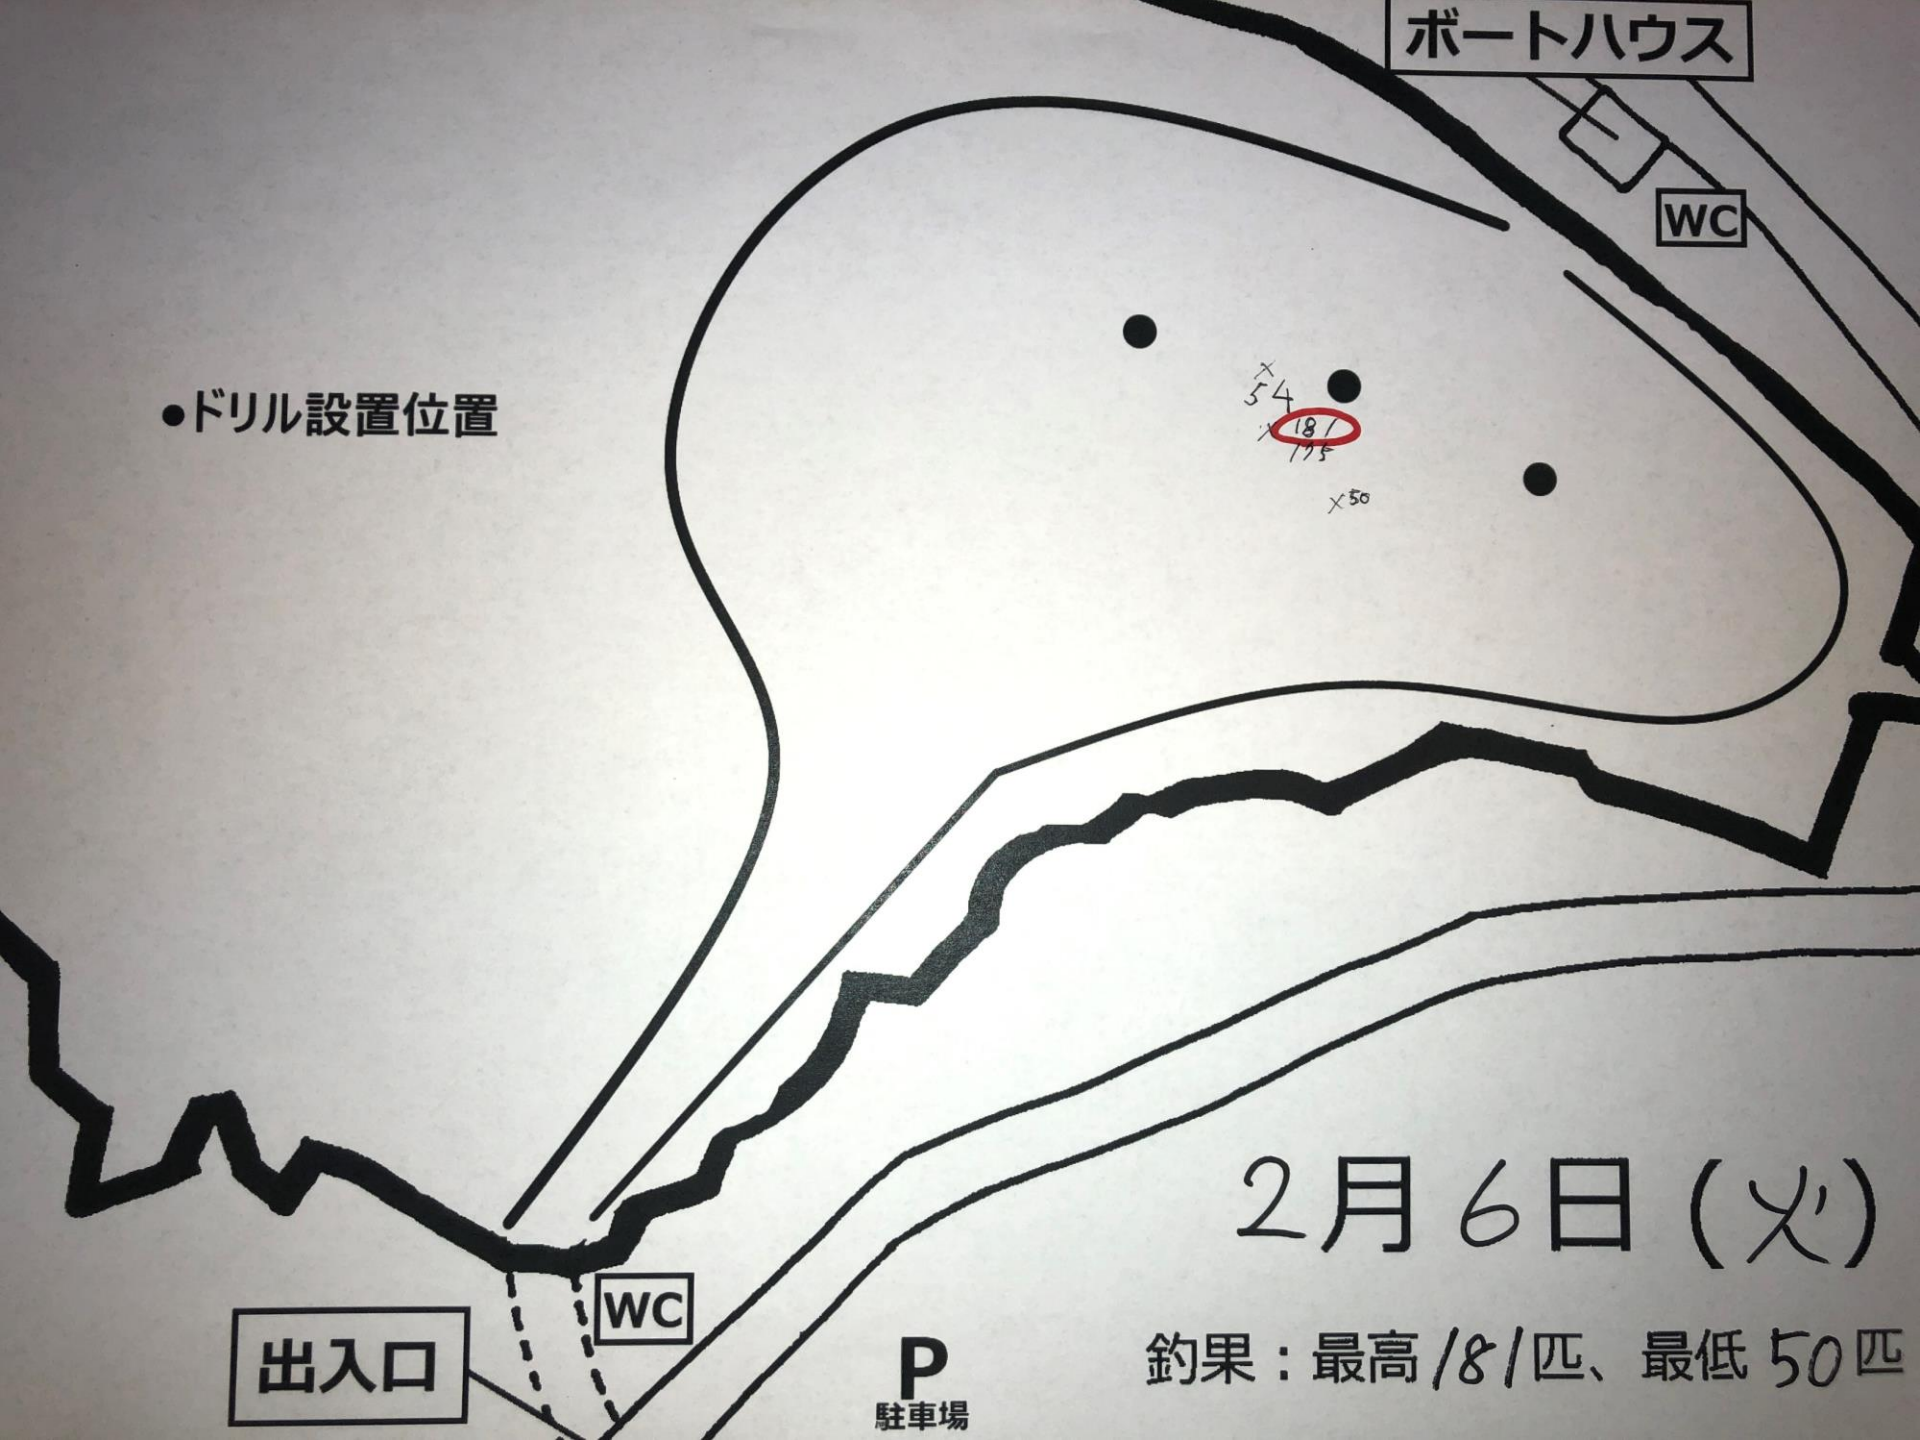 ボートハウス
WC
●ドリル設置位置
×
54
× 181
175
×50
2月6日(火)
WC
出入口
P
駐車場
釣果:最高181匹、最低50匹